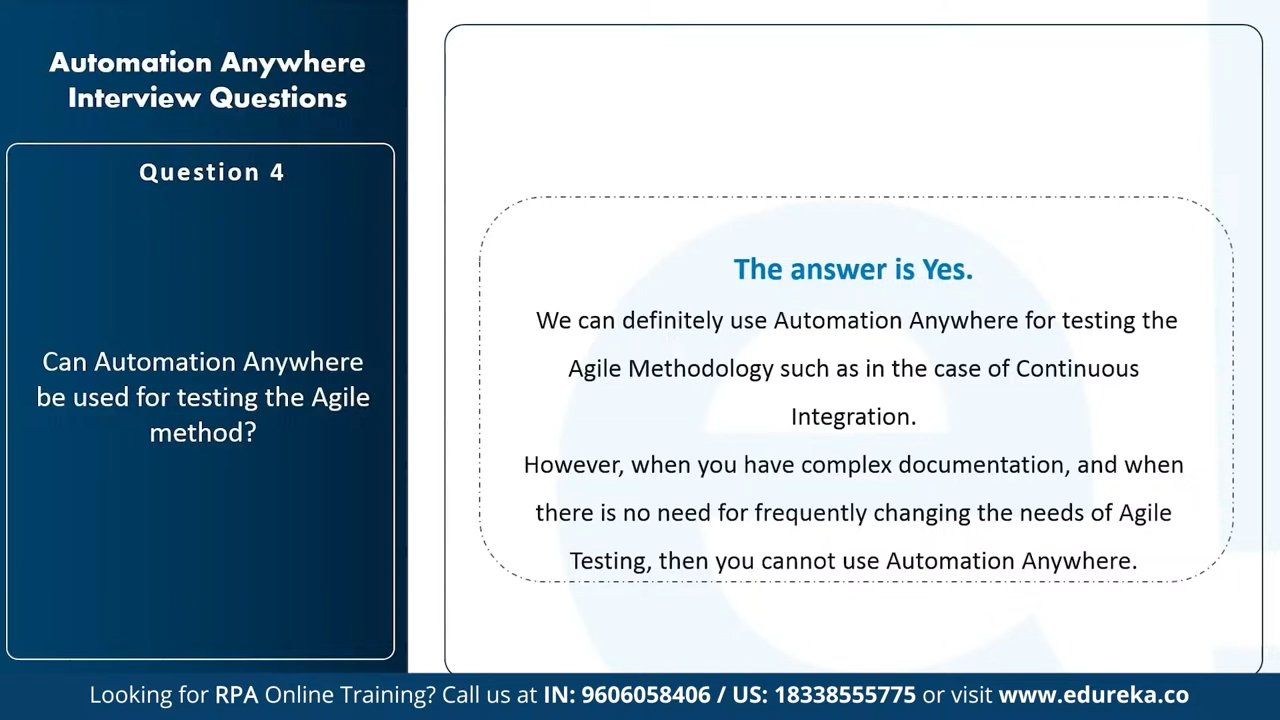 Automation Anywhere
Interview Questions
Question 4
Can Automation Anywhere
be used for testing the Agile
method?
The answer is Yes.
We can definitely use Automation Anywhere for testing the
Agile Methodology such as in the case of Continuous
Integration.
However, when you have complex documentation, and when
there is no need for frequently changing the needs of Agile
Testing, then you cannot use Automation Anywhere.
Looking for RPA Online Training? Call us at IN: 9606058406 / US: 18338555775 or visit www.edureka.co